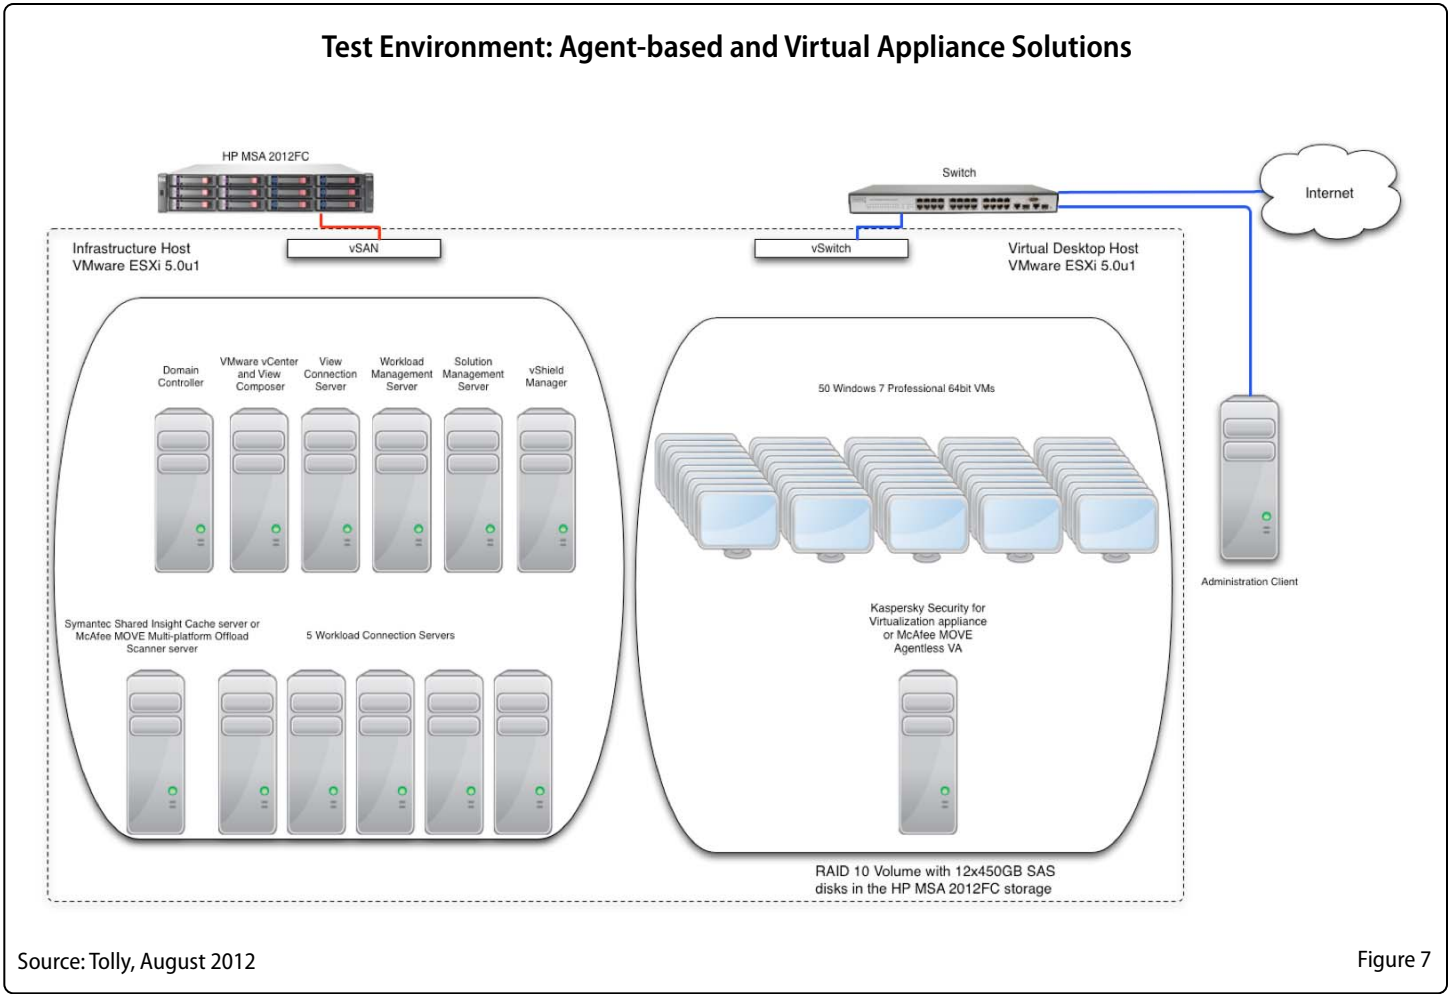 Test Environment: Agent-based and Virtual Appliance Solutions
HP MSA 2012FC
Switch
Internet
Infrastructure Host
VMware ESXi 5.0u1
vSAN
vSwitch
Virtual Desktop Host
VMware ESXi 5.0u1
Domain
Controller
VMware vCenter
and View
Composer
View
Connection
Server
Workload
Management
Server
Solution
Management
Server
vShield
Manager
50 Windows 7 Professional 64bit VMs
Administration Client
Symantec Shared Insight Cache server or
McAfee MOVE Multi-platform Offload
Scanner server
5 Workload Connection Servers
Kaspersky Security for
Virtualization appliance
or McAfee MOVE
Agentless VA
RAID 10 Volume with 12x450GB SAS
disks in the HP MSA 2012FC storage
Source: Tolly, August 2012
Figure 7